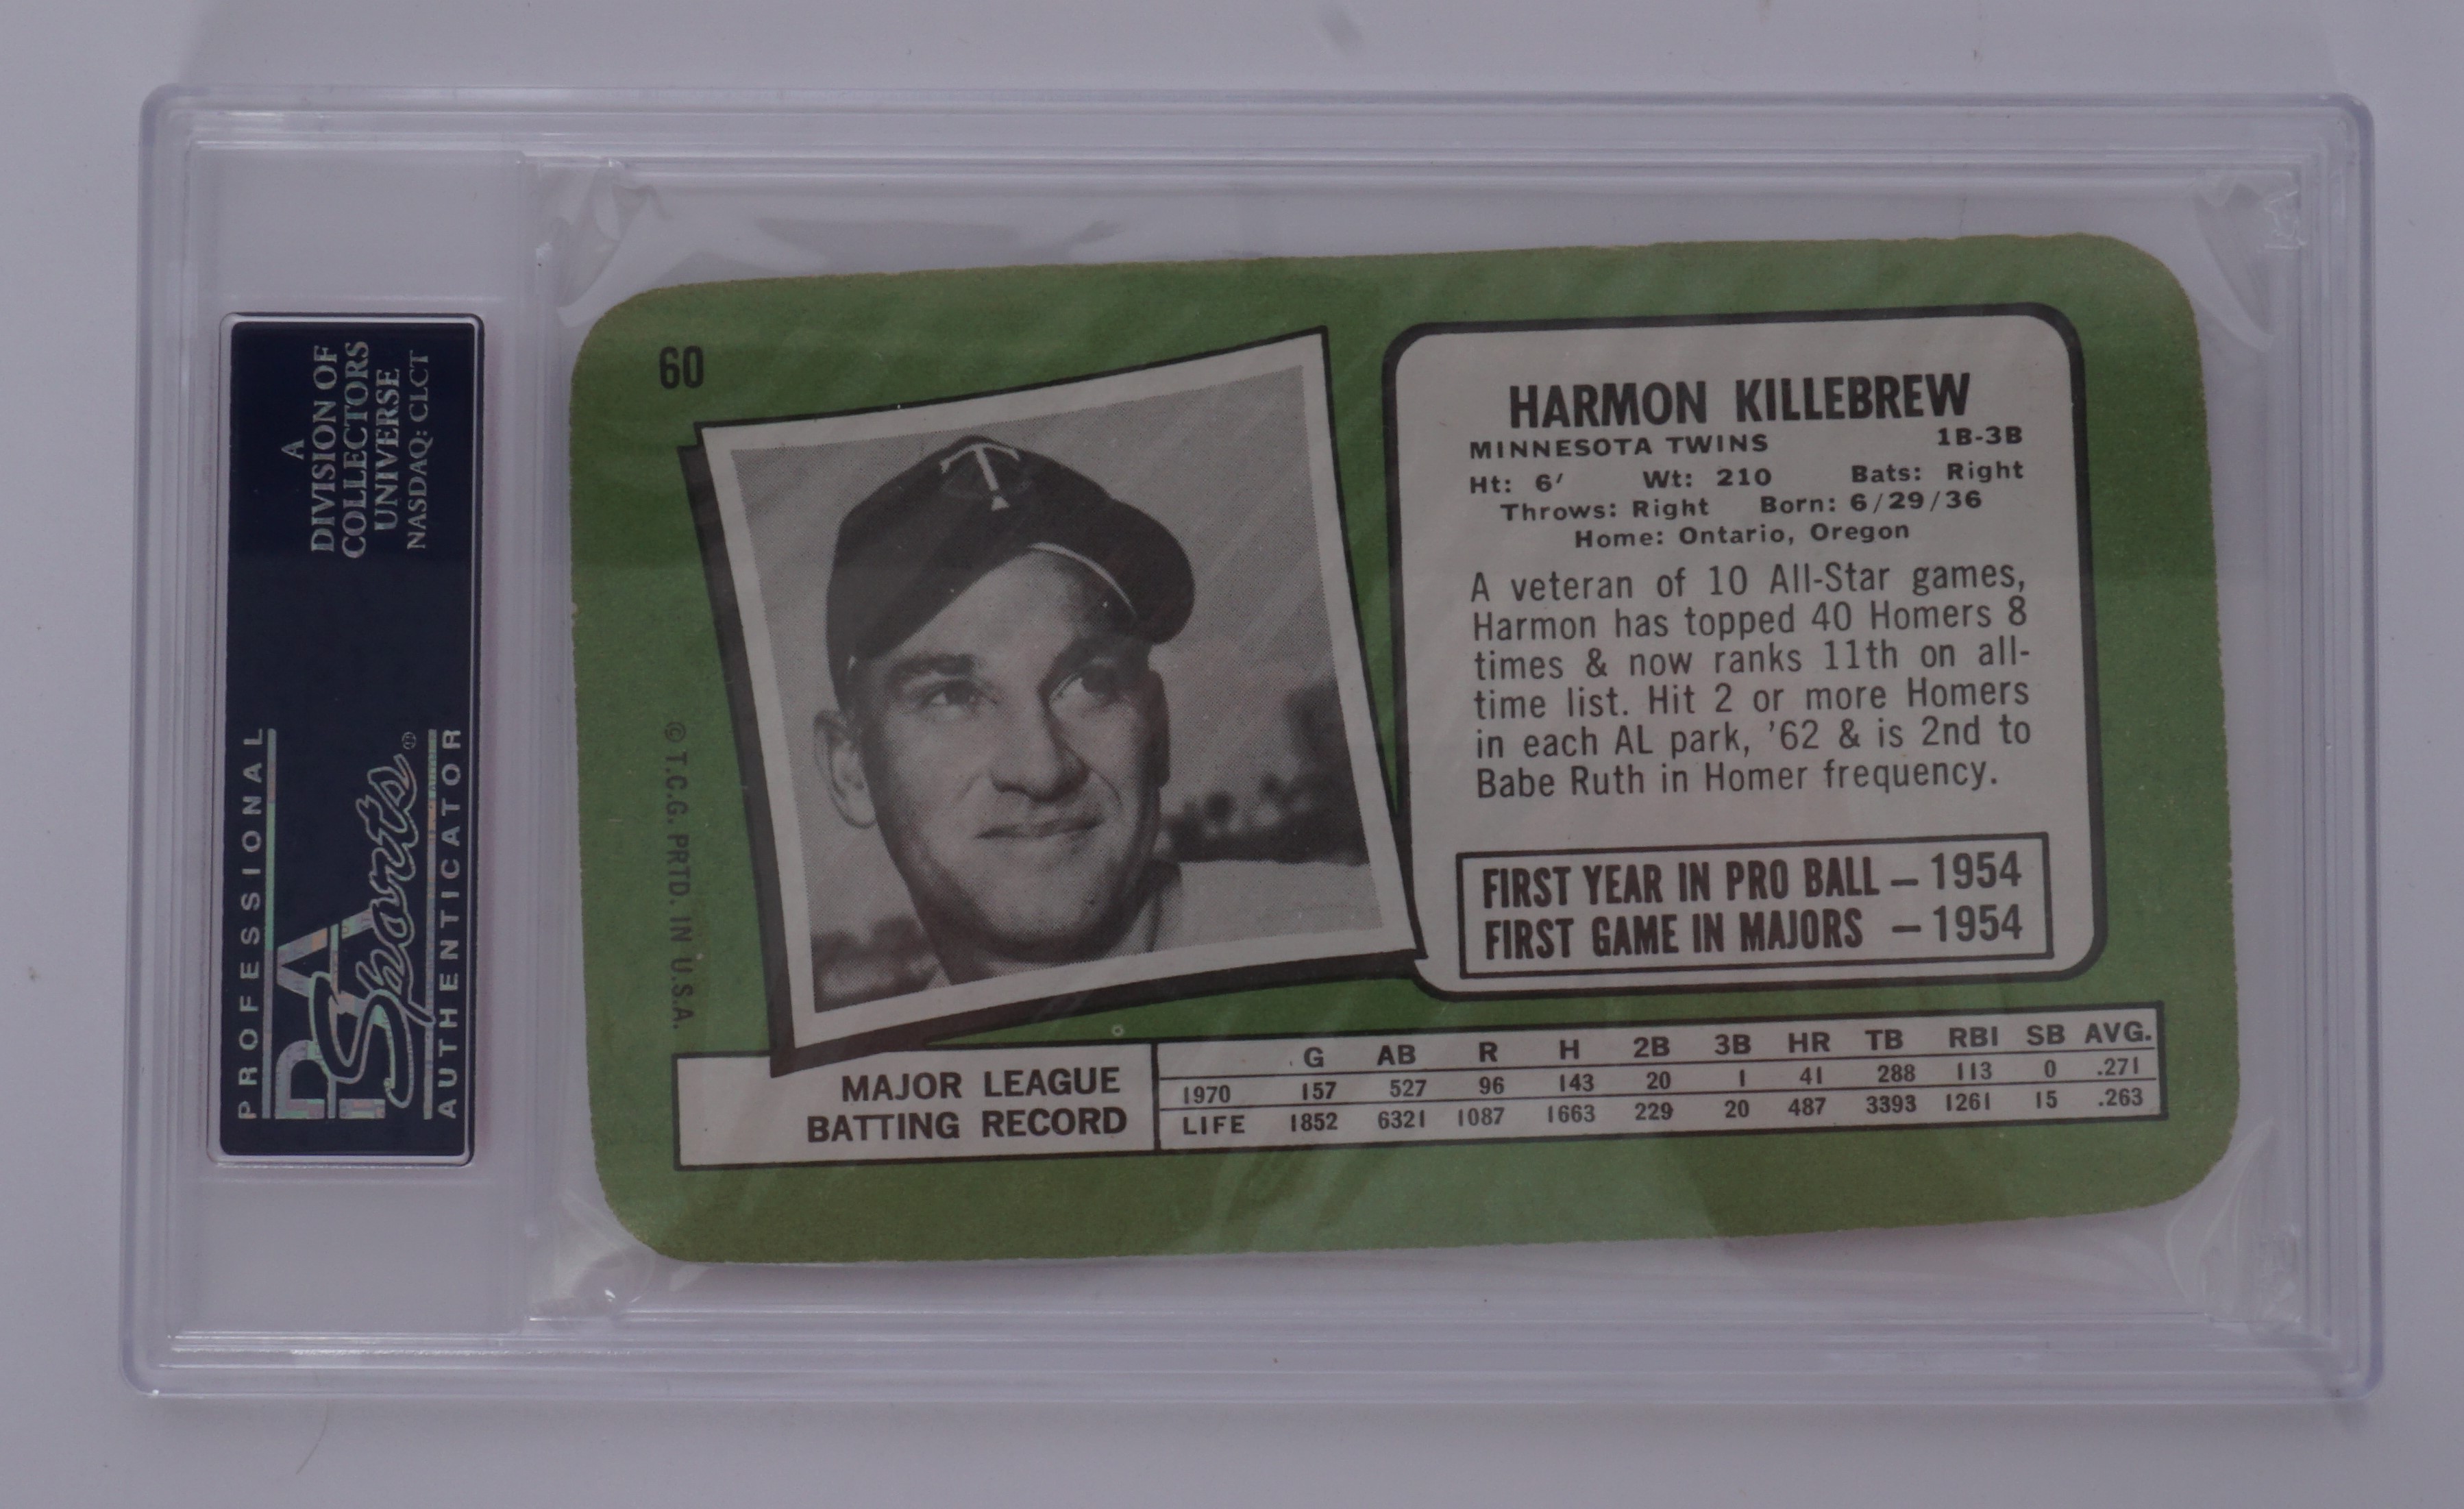 A
DIVISION OF
COLLECTORS
UNIVERSE
NASDAQ: CLCT
PROFESSIONAL
PSA
Sports®
AUTHENTICATOR
60
T
© T.C.G. PRTD. IN U.S.A.
HARMON KILLEBREW
MINNESOTA TWINS 1B-3B
Ht: 6' Wt: 210 Bats: Right
Throws: Right Born: 6/29/36
Home: Ontario, Oregon
A veteran of 10 All-Star games,
Harmon has topped 40 Homers 8
times & now ranks 11th on all-
time list. Hit 2 or more Homers
in each AL park, '62 & is 2nd to
Babe Ruth in Homer frequency.
FIRST YEAR IN PRO BALL – 1954
FIRST GAME IN MAJORS – 1954
MAJOR LEAGUE
BATTING RECORD
G AB R H 2B 3B HR TB RBI SB AVG.
1970 157 527 96 143 20 1 41 288 113 0 .271
LIFE 1852 6321 1087 1663 229 20 487 3393 1261 15 .263